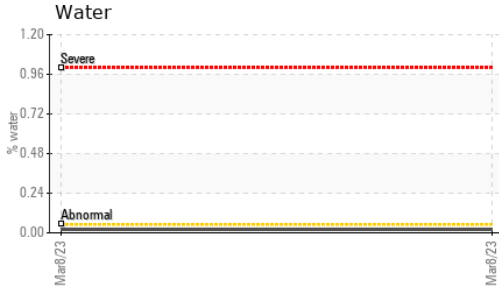 Water
1.20
0.96
0.72
0.48
0.24
0.00
% water
Severe
Abnormal
Mar8/23
Mar8/23